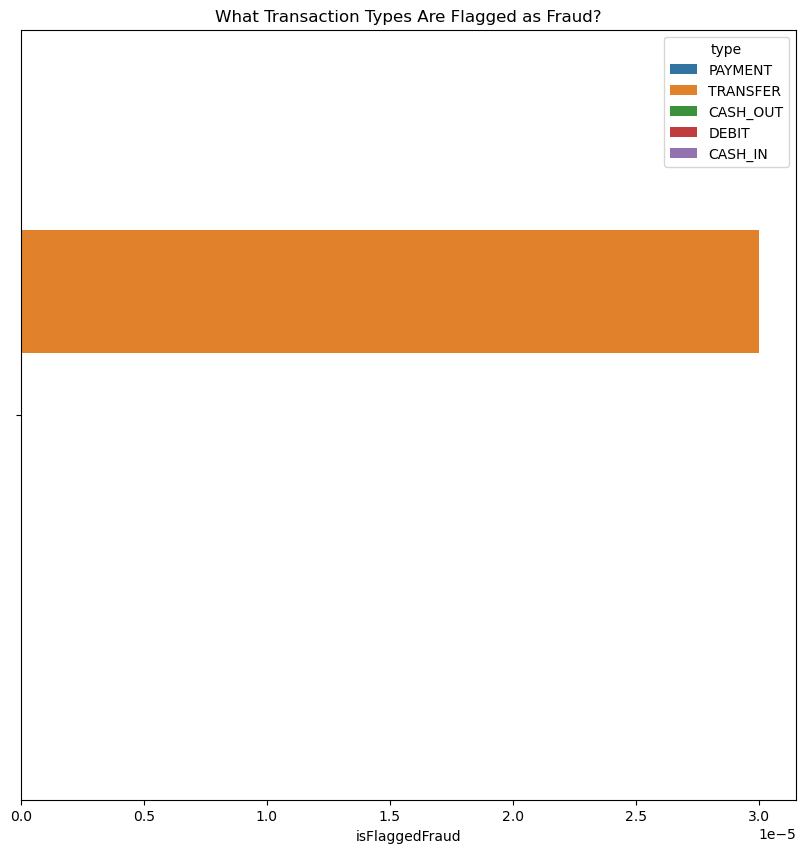 What Transaction Types Are Flagged as Fraud?
type
PAYMENT
TRANSFER
CASH_OUT
DEBIT
CASH_IN
0.0 0.5 1.0 1.5 2.0 2.5 3.0
1e−5
isFlaggedFraud